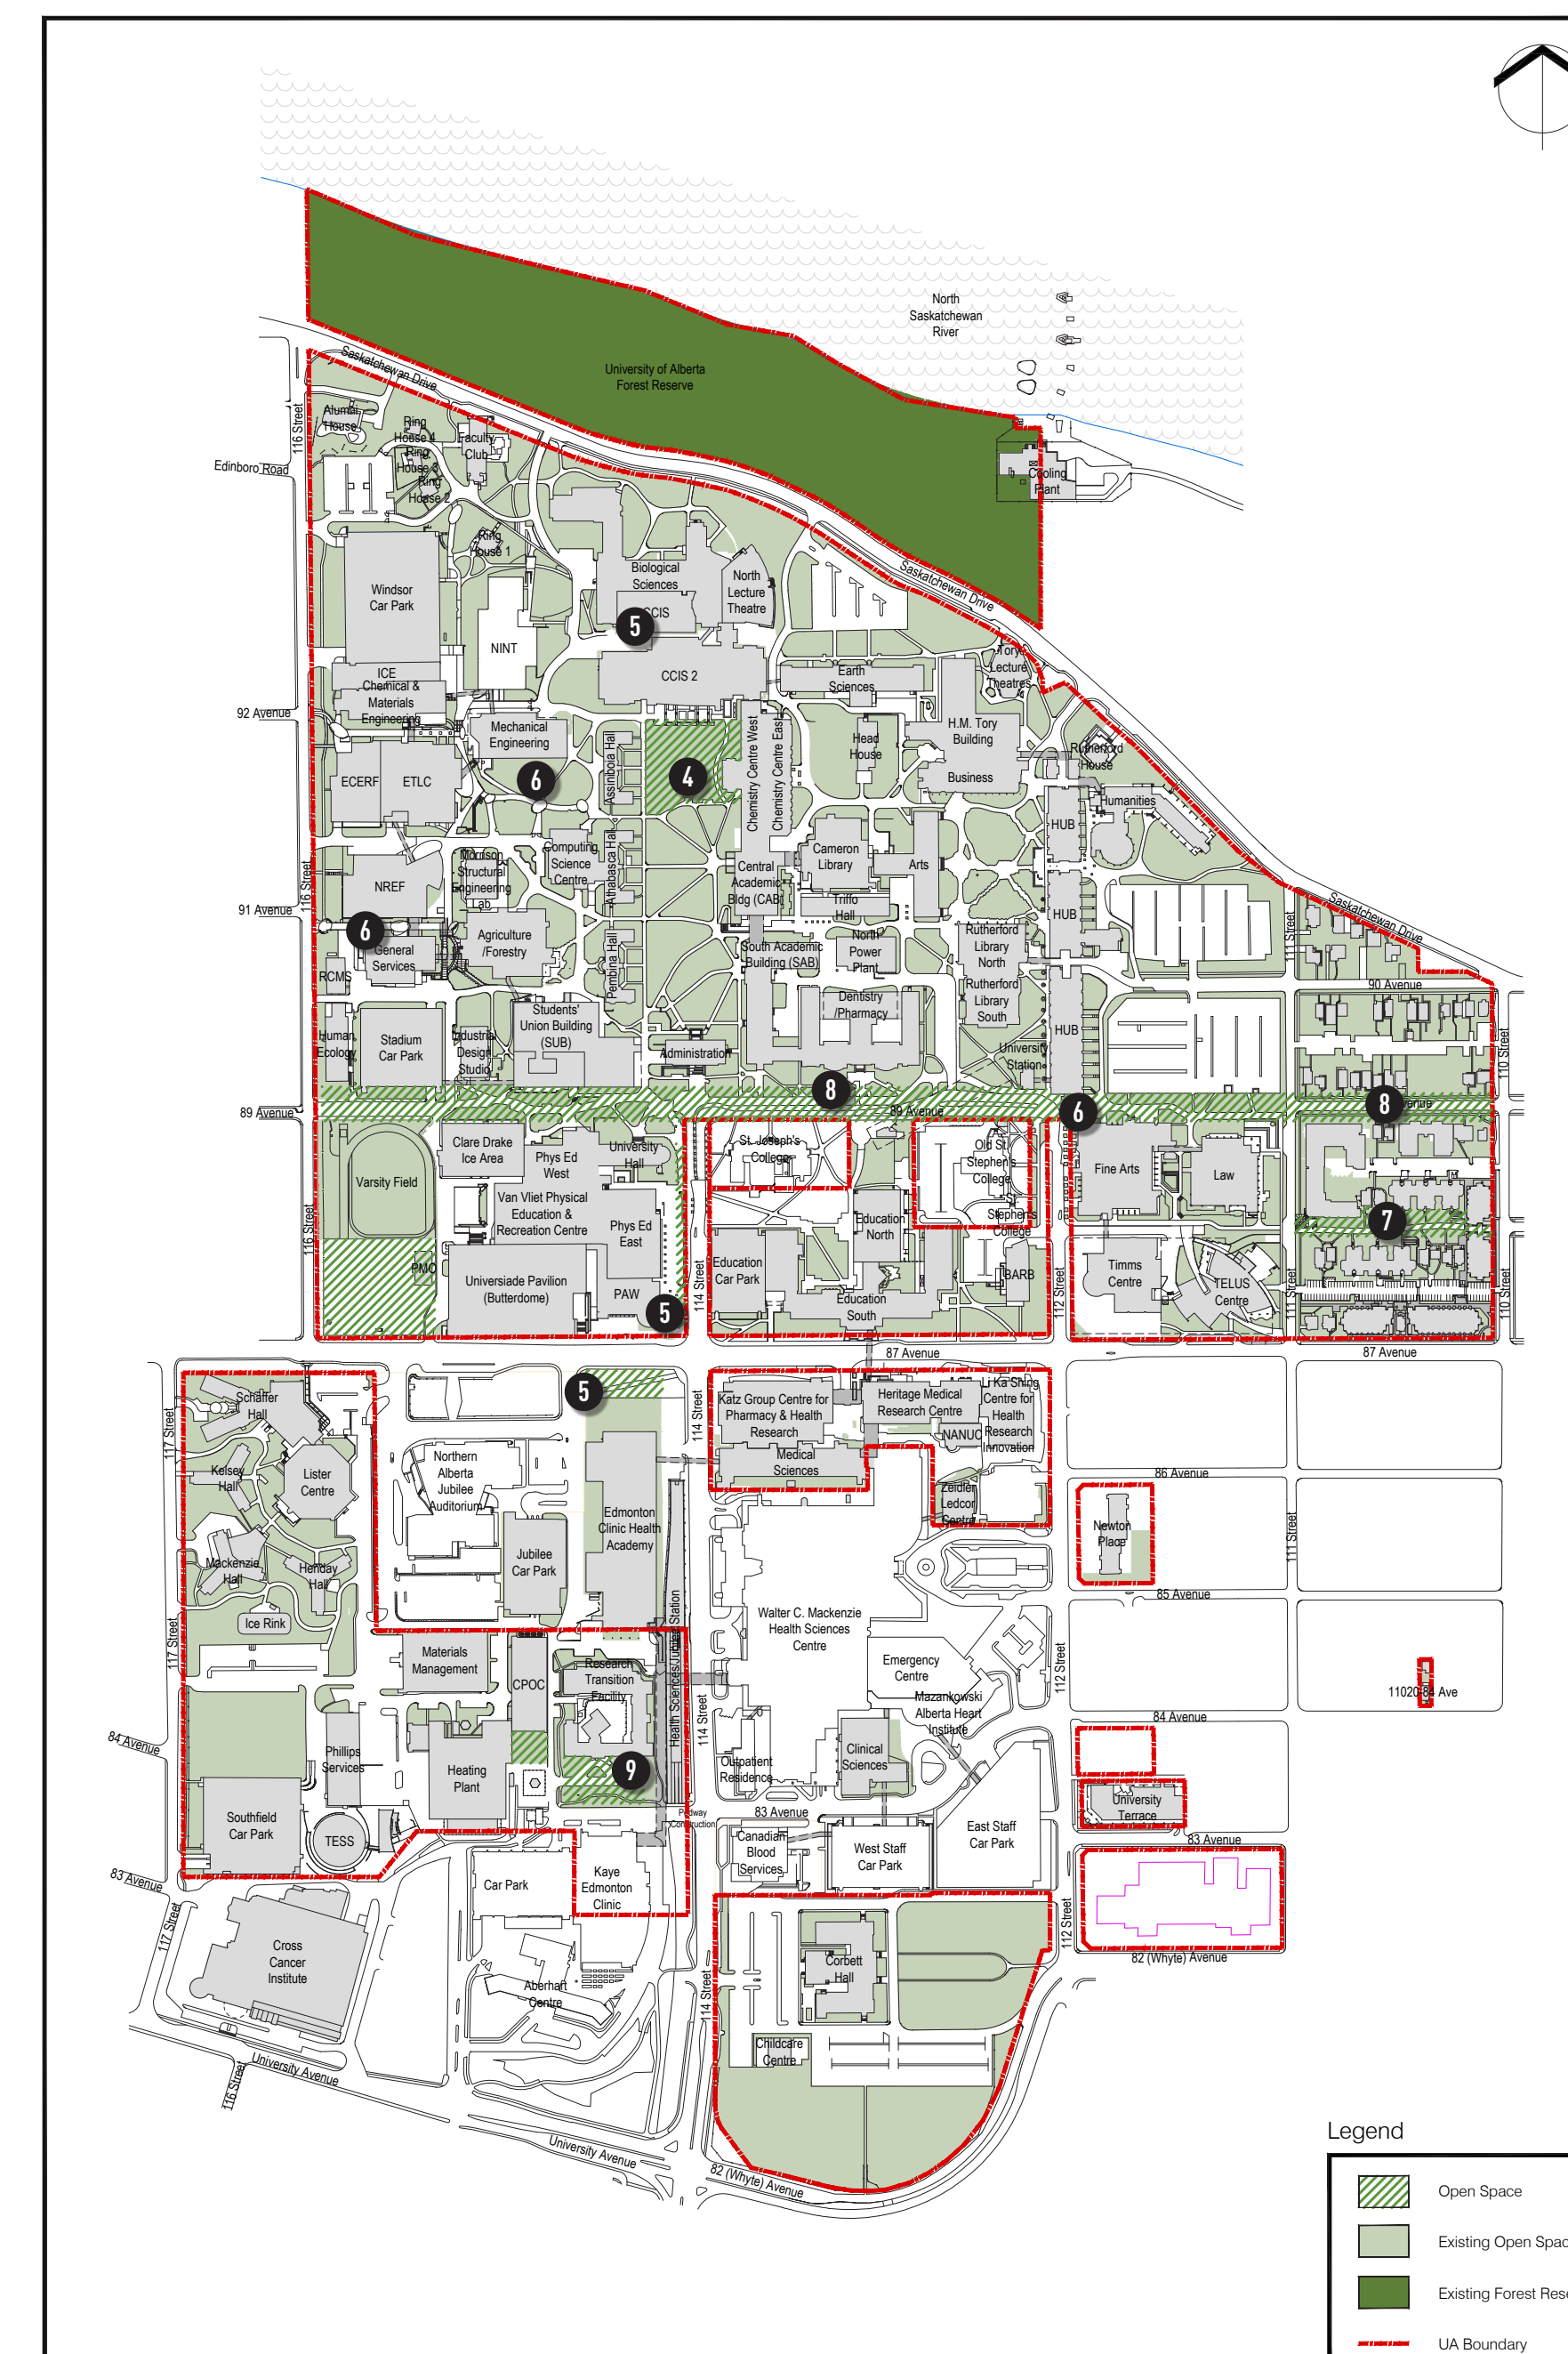 North
Saskatchewan
River
University of Alberta
Forest Reserve
Saskatchewan Drive
116 Street
Alumni
House
Ring
House 4
Ring
House 3
Ring
House 2
Faculty
Club
Edinboro Road
Cooling
Plant
Ring
House 1
Windsor
Car Park
Biological
Sciences
CCIS
5
North
Lecture
Theatre
Saskatchewan Drive
NINT
CCIS 2
Earth
Sciences
Tory
Lecture
Theatres
ICE
Chemical &
Materials
Engineering
92 Avenue
Mechanical
Engineering
Assiniboia Hall
4
Chemistry Centre West
Chemistry Centre East
Head
House
H.M. Tory
Building
Business
Rutherford
House
ECERF
ETLC
6
HUB
Humanities
Computing
Science
Centre
Athabasca Hall
Central
Academic
Bldg (CAB)
Cameron
Library
Arts
Triffo
Hall
Morrison
Structural
Engineering
Lab
NREF
116 Street
91 Avenue
6
General
Services
RCMS
Agriculture
/Forestry
Pembina Hall
South Academic
Building (SAB)
North
Power
Plant
Rutherford
Library
North
Rutherford
Library
South
HUB
111 Street
Saskatchewan Drive
90 Avenue
Dentistry
/Pharmacy
Human
Ecology
Stadium
Car Park
Industrial
Design
Studio
Students'
Union Building
(SUB)
Administration
University
Station
HUB
110 Street
89 Avenue
8
89 Avenue
6
8
venue
Varsity Field
Clare Drake
Ice Area
Phys Ed
West
University
Hall
St. Joseph's
College
Old St.
Stephen's
College
St.
Stephen's
College
Fine Arts
Law
7
Van Vliet Physical
Education &
Recreation Centre
Phys Ed
East
Education
North
116 Street
PMO
Universiade Pavilion
(Butterdome)
PAW
5
114 Street
Education
Car Park
Education
South
BARB
112 Street
Timms
Centre
TELUS
Centre
111 Street
110 Street
87 Avenue
87 Avenue
5
117 Street
Schaffer
Hall
Kelsey
Hall
Lister
Centre
Mackenzie
Hall
Henday
Hall
Ice Rink
117 Street
Northern
Alberta
Jubilee
Auditorium
Jubilee
Car Park
Edmonton
Clinic Health
Academy
114 Street
Katz Group Centre for
Pharmacy & Health
Research
Heritage Medical
Research Centre
Li Ka Shing
Centre for
Health
Research
Innovation
NANUC
Medical
Sciences
Zeidler
Ledcor
Centre
86 Avenue
Newton
Place
111 Street
85 Avenue
Health Sciences/Jubilee Station
Walter C. Mackenzie
Health Sciences
Centre
Emergency
Centre
Mazankowski
Alberta Heart
Institute
112 Street
11020-84 Ave
84 Avenue
Materials
Management
CPOC
Research
Transition
Facility
114 Street
84 Avenue
Phillips
Services
Heating
Plant
9
Outpatient
Residence
Clinical
Sciences
University
Terrace
Southfield
Car Park
TESS
Pedway
Construction
83 Avenue
83 Avenue
Canadian
Blood
Services
West Staff
Car Park
East Staff
Car Park
83 Avenue
117 Street
Car Park
Kaye
Edmonton
Clinic
112 Street
82 (Whyte) Avenue
Cross
Cancer
Institute
Aberhart
Centre
114 Street
Corbett
Hall
Childcare
Centre
University Avenue
116 Street
University Avenue
82 (Whyte) Avenue
Legend
Open Space
Existing Open Spac
Existing Forest Rese
UA Boundary